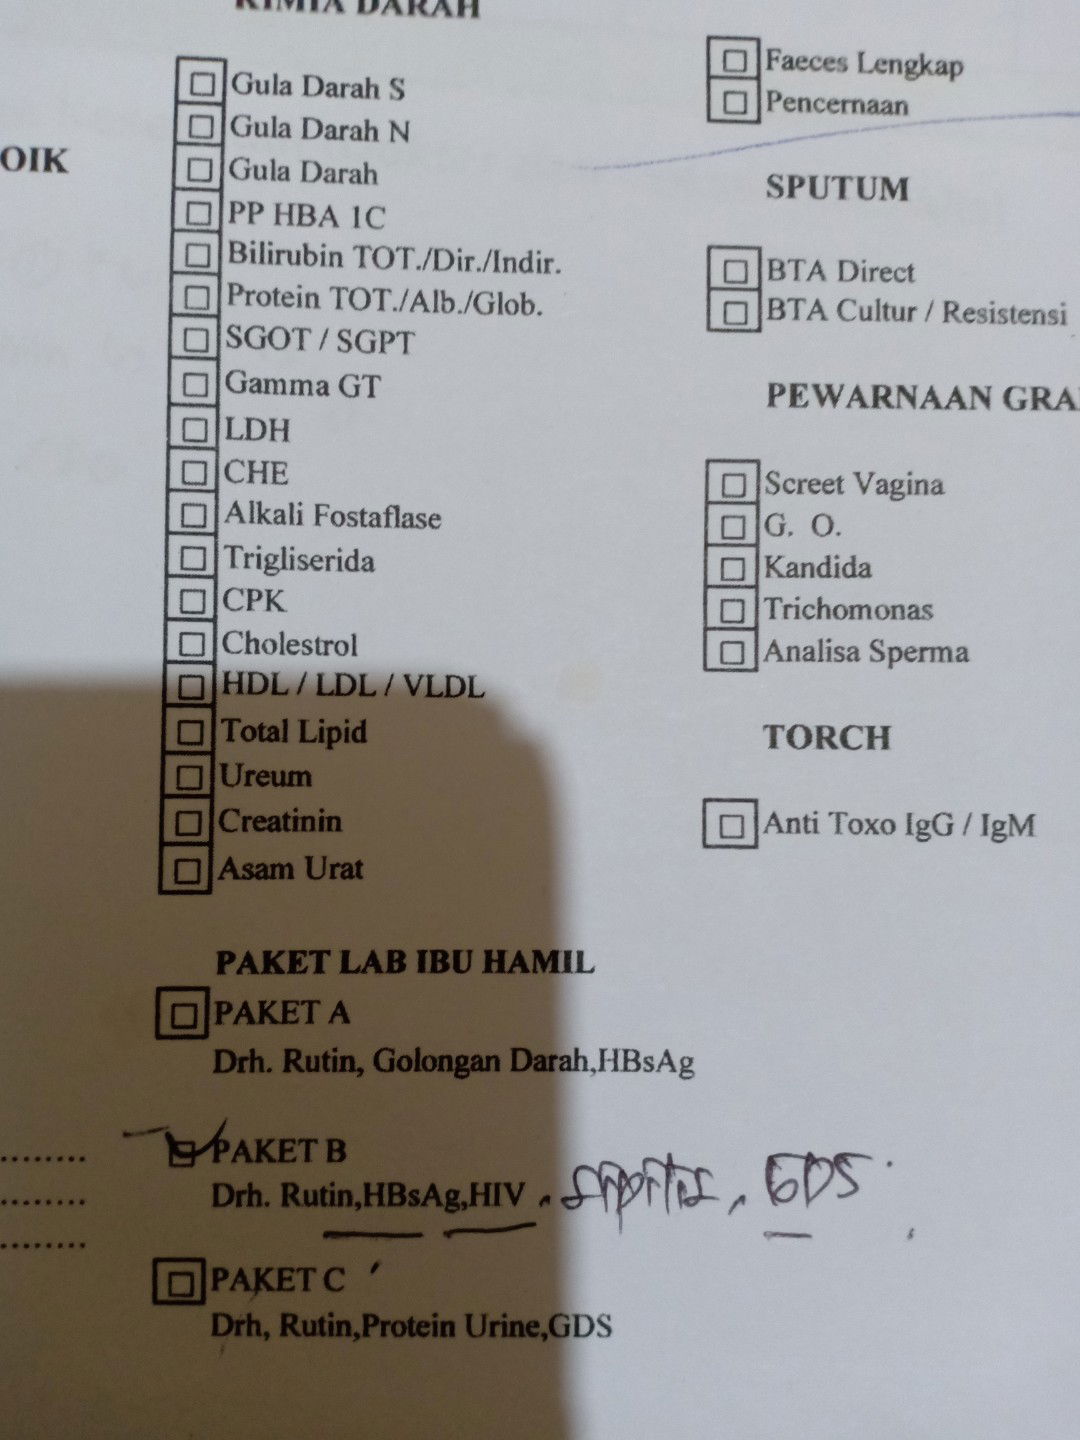 KIMIA DARAH
Gula Darah S
Gula Darah N
Gula Darah
PP HBA 1C
Bilirubin TOT./Dir./Indir.
Protein TOT./Alb./Glob.
SGOT / SGPT
Gamma GT
LDH
CHE
Alkali Fostaflase
Trigliserida
CPK
Cholestrol
HDL / LDL / VLDL
Total Lipid
Ureum
Creatinin
Asam Urat
PAKET LAB IBU HAMIL
PAKET A
Drh. Rutin, Golongan Darah,HBsAg
PAKET B
Drh. Rutin,HBsAg,HIV, , GDS
PAKET C
Drh, Rutin,Protein Urine,GDS
OIK
Faeces Lengkap
Pencernaan
SPUTUM
BTA Direct
BTA Cultur / Resistensi
PEWARNAAN GRA
Screet Vagina
G. O.
Kandida
Trichomonas
Analisa Sperma
TORCH
Anti Toxo IgG / IgM